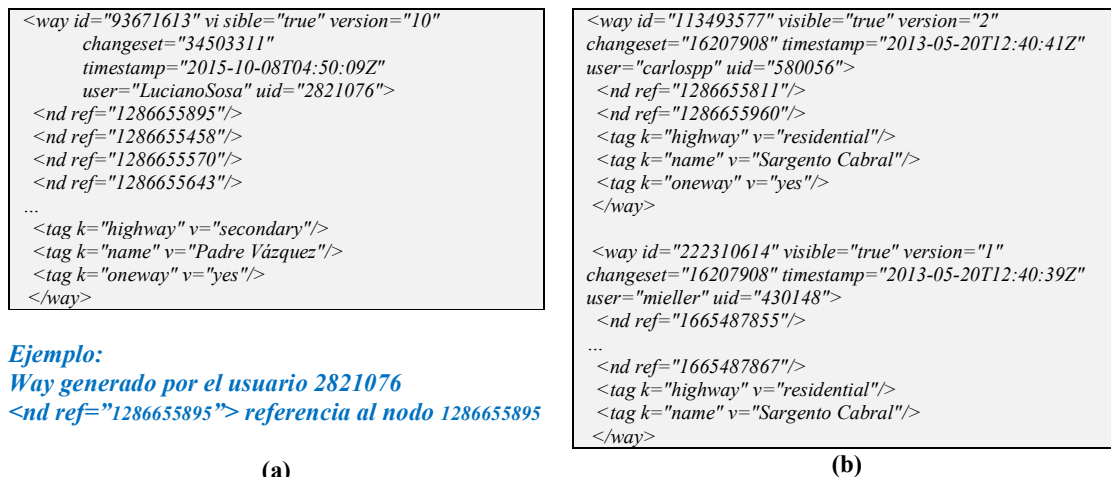 <way id="93671613" vi sible="true" version="10"
changeset="34503311"
timestamp="2015-10-08T04:50:09Z"
user="LucianoSosa" uid="2821076">
<nd ref="1286655895"/>
<nd ref="1286655458"/>
<nd ref="1286655570"/>
<nd ref="1286655643"/>
...
<tag k="highway" v="secondary"/>
<tag k="name" v="Padre Vázquez"/>
<tag k="oneway" v="yes"/>
</way>
Ejemplo:
Way generado por el usuario 2821076
<nd ref=”1286655895”> referencia al nodo 1286655895
(a)
<way id="113493577" visible="true" version="2"
changeset="16207908" timestamp="2013-05-20T12:40:41Z"
user="carlospp" uid="580056">
<nd ref="1286655811"/>
<nd ref="1286655960"/>
<tag k="highway" v="residential"/>
<tag k="name" v="Sargento Cabral"/>
<tag k="oneway" v="yes"/>
</way>
<way id="222310614" visible="true" version="1"
changeset="16207908" timestamp="2013-05-20T12:40:39Z"
user="mieller" uid="430148">
<nd ref="1665487855"/>
...
<nd ref="1665487867"/>
<tag k="highway" v="residential"/>
<tag k="name" v="Sargento Cabral"/>
</way>
(b)